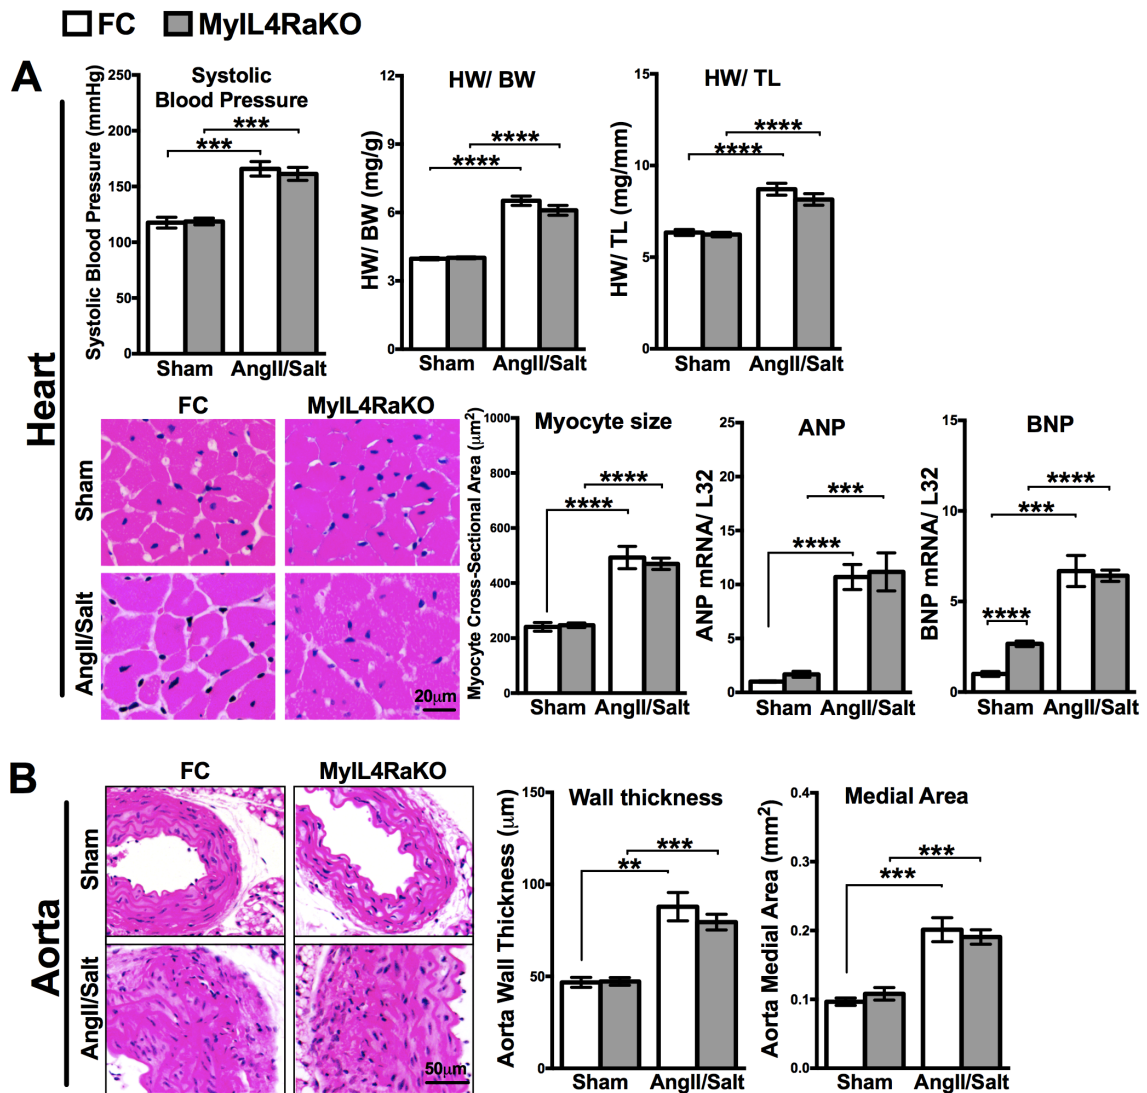 FC MyIL4RaKO
A
Heart
Systolic
Blood Pressure
Systolic Blood Pressure (mmHg)
250
200
150
100
50
0
*** ***
Sham AngII/Salt
HW/ BW
HW/ BW (mg/g)
12
9
6
3
0
**** ****
Sham AngII/Salt
HW/ TL
HW/ TL (mg/mm)
15
10
5
0
**** ****
Sham AngII/Salt
FC MyIL4RaKO
Sham
AngII/Salt
20μm
Myocyte size
Myocyte Cross-Sectional Area (μm²)
1000
800
600
400
200
0
**** ****
Sham AngII/Salt
ANP
ANP mRNA/ L32
25
20
15
10
5
0
**** ***
Sham AngII/Salt
BNP
BNP mRNA/ L32
15
10
5
0
**** *** ****
Sham AngII/Salt
B
Aorta
FC MyIL4RaKO
Sham
AngII/Salt
50μm
Wall thickness
Aorta Wall Thickness (μm)
150
100
50
0
** ***
Sham AngII/Salt
Medial Area
Aorta Medial Area (mm²)
0.4
0.3
0.2
0.1
0.0
*** ***
Sham AngII/Salt